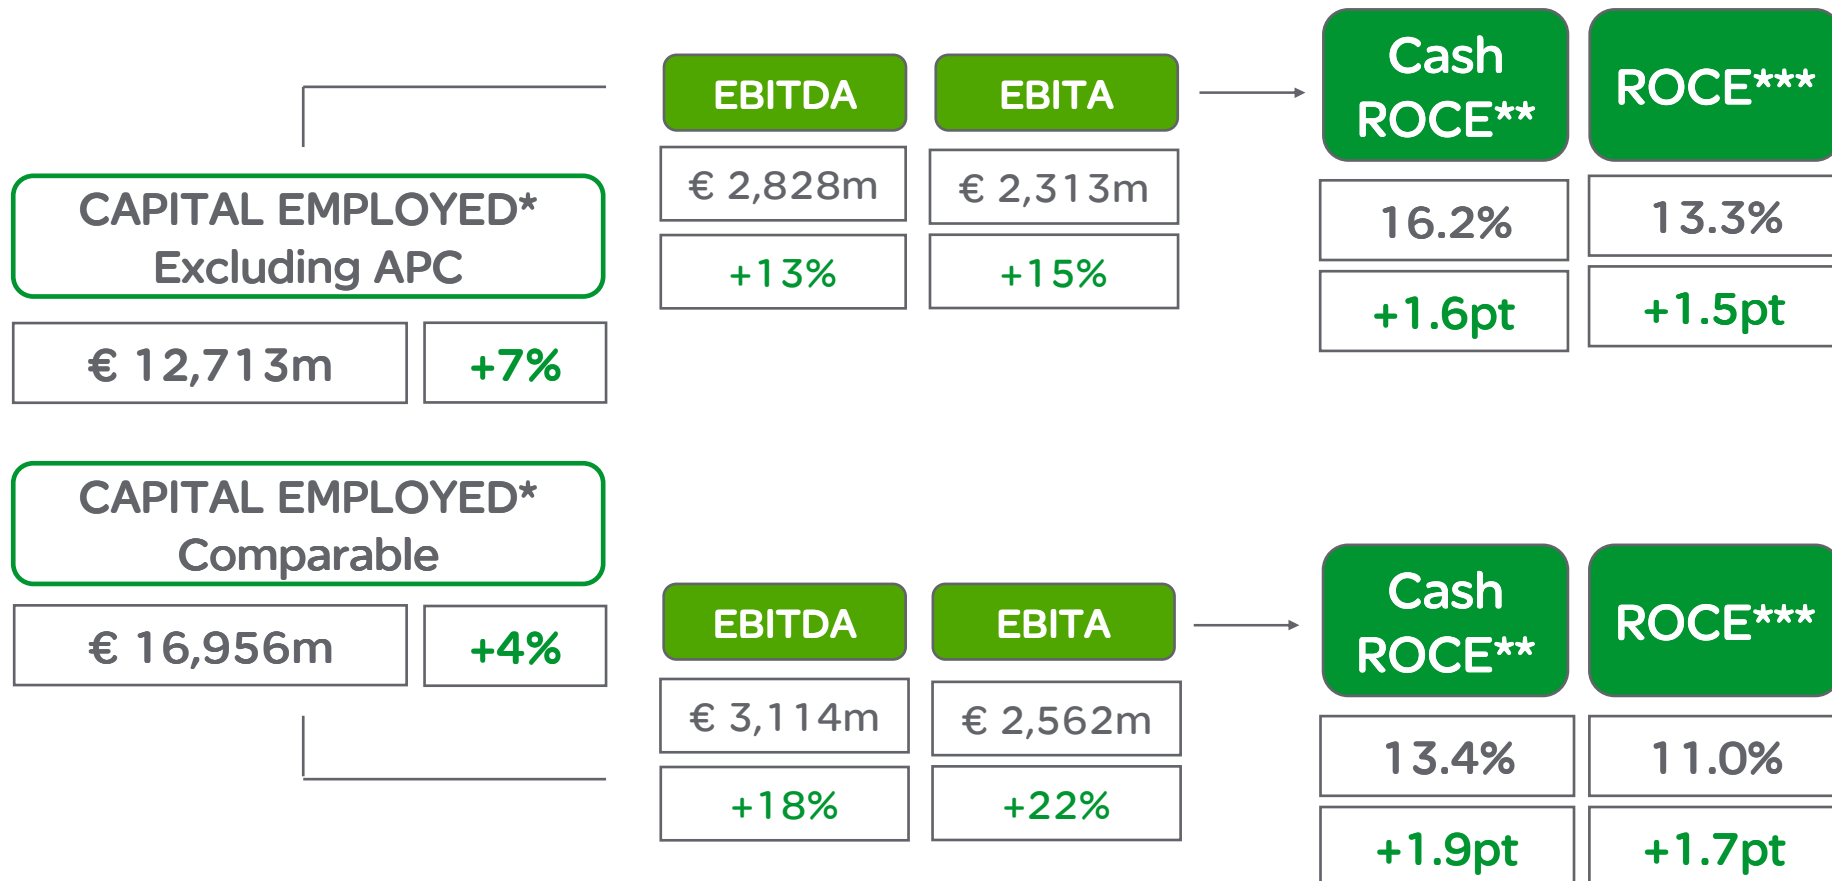 CAPITAL EMPLOYED*
Excluding APC
€ 12,713m
+7%
EBITDA
EBITA
€ 2,828m
€ 2,313m
+13%
+15%
Cash
ROCE**
ROCE***
16.2%
13.3%
+1.6pt
+1.5pt
CAPITAL EMPLOYED*
Comparable
€ 16,956m
+4%
EBITDA
EBITA
€ 3,114m
€ 2,562m
+18%
+22%
Cash
ROCE**
ROCE***
13.4%
11.0%
+1.9pt
+1.7pt